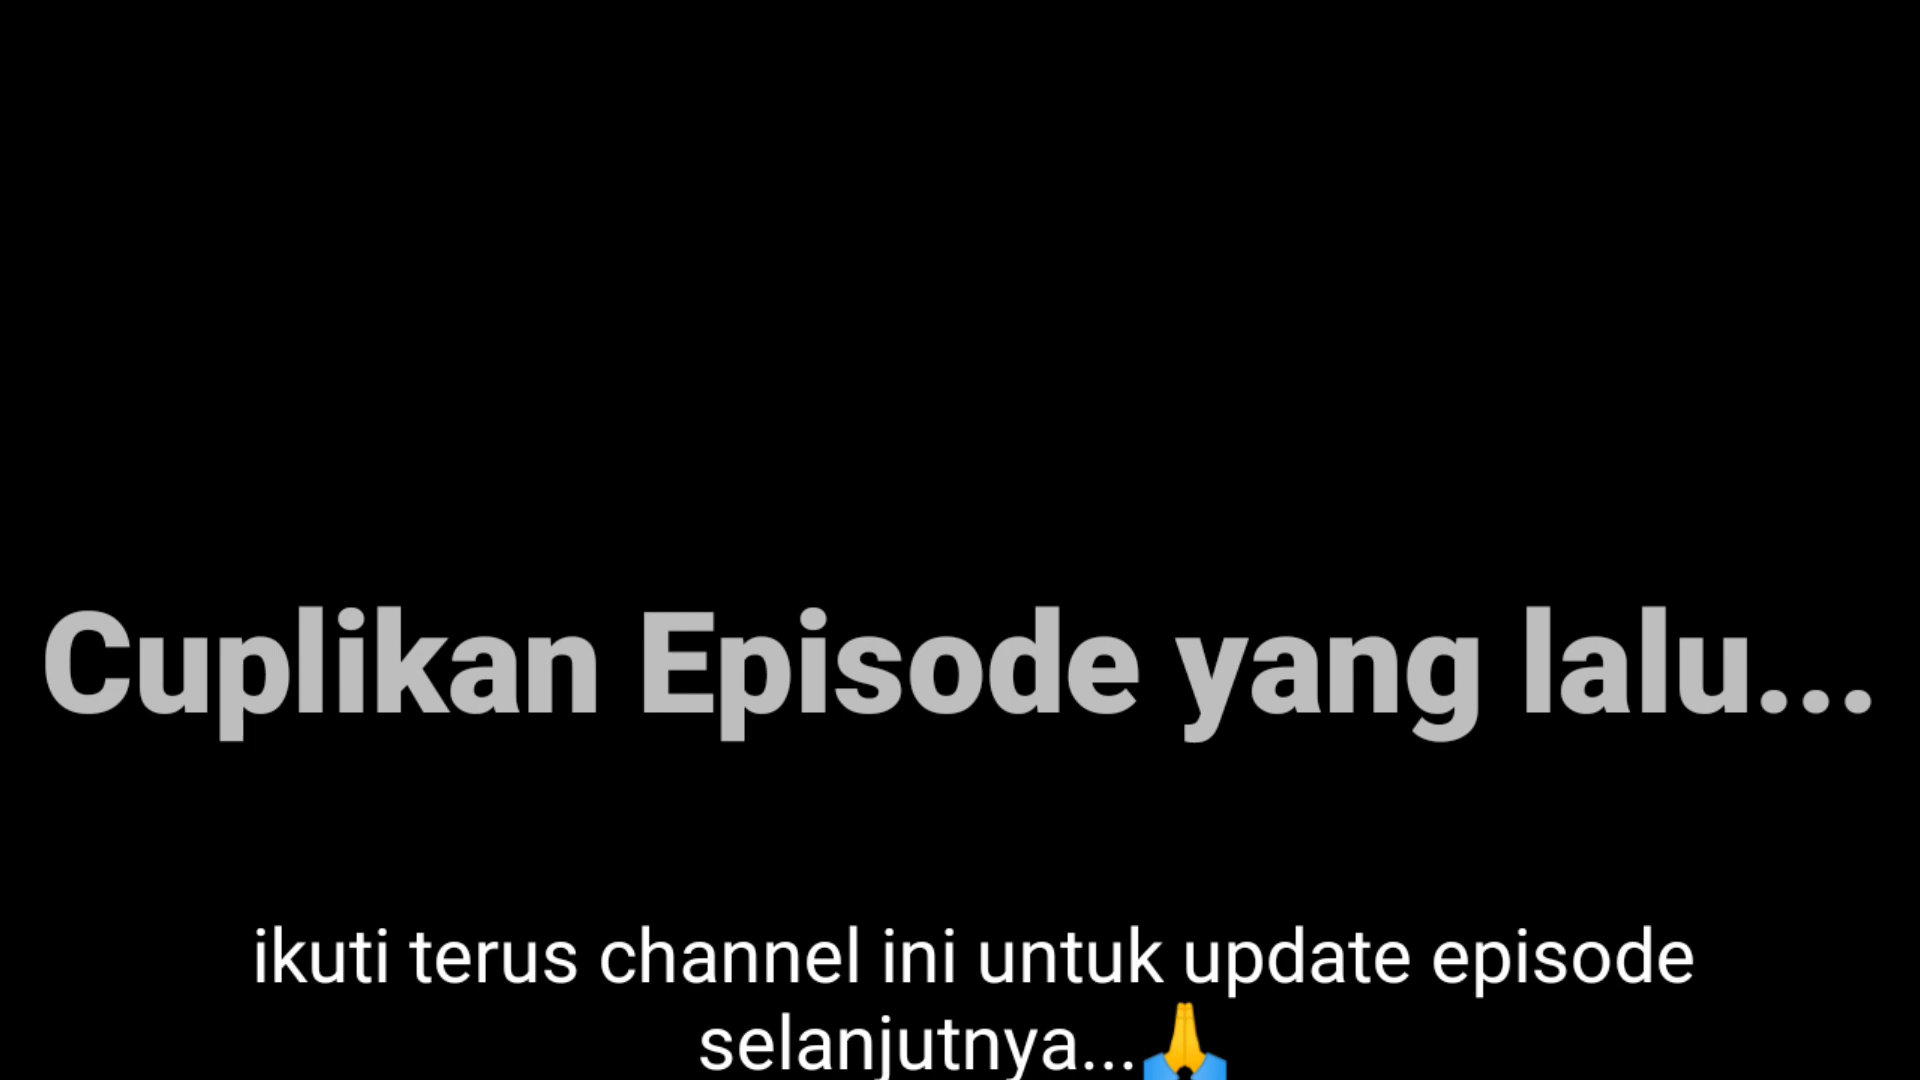 Cuplikan Episode yang lalu...
ikuti terus channel ini untuk update episode
selanjutnya...🙏